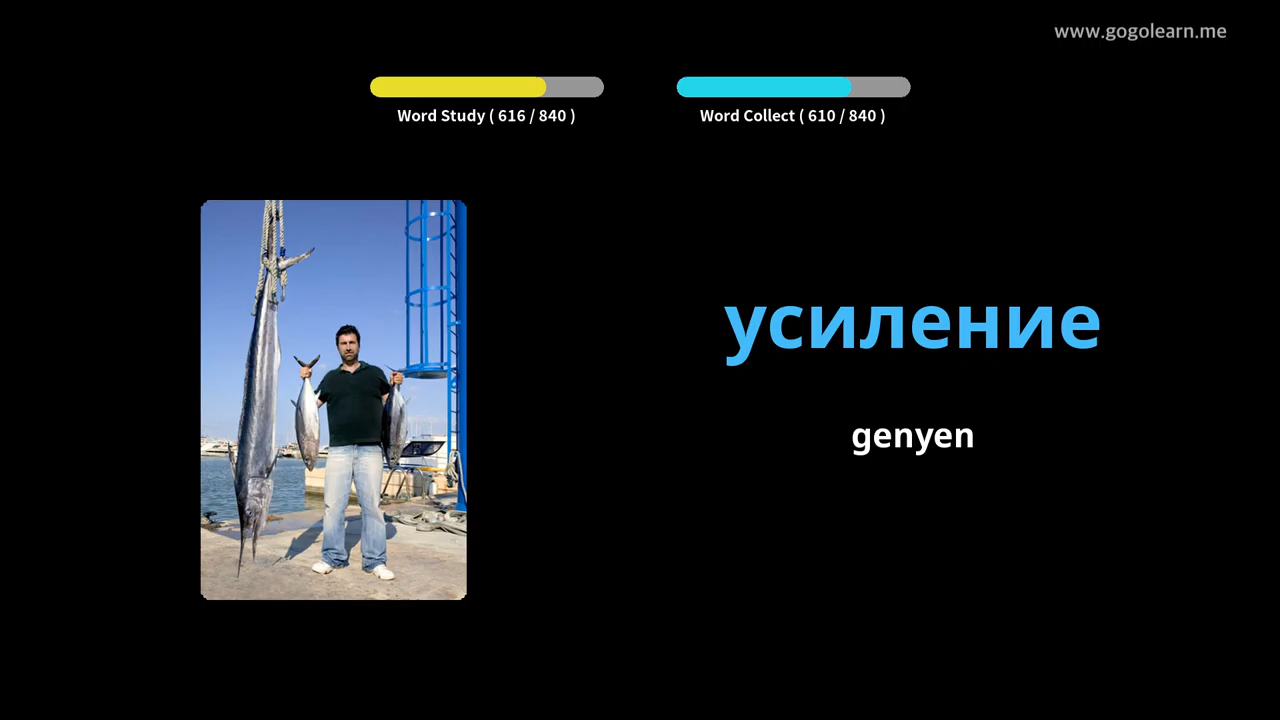 www.gogolearn.me
Word Study ( 616 / 840 )
Word Collect ( 610 / 840 )
усиление
genyen